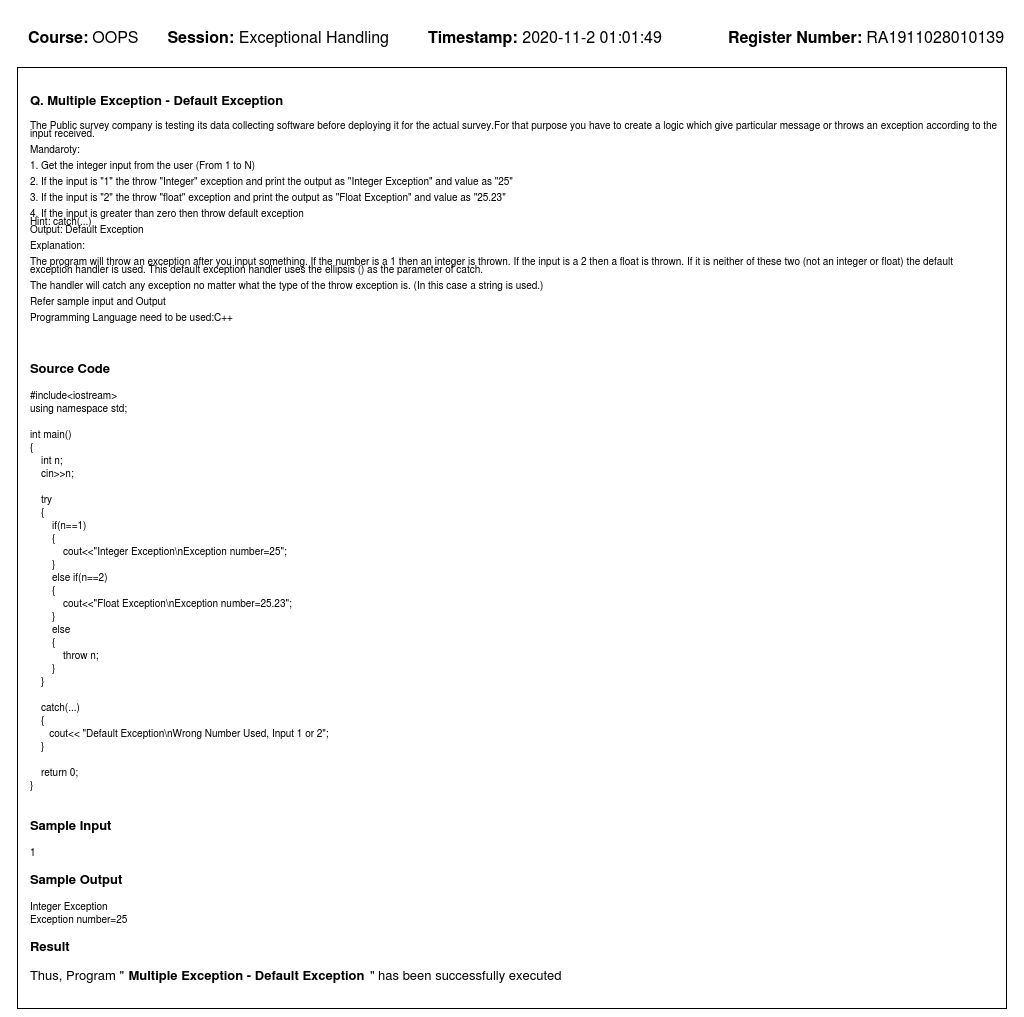 Course: OOPS Session: Exceptional Handling Timestamp: 2020-11-2 01:01:49 Register Number: RA1911028010139
Q. Multiple Exception - Default Exception
The Public survey company is testing its data collecting software before deploying it for the actual survey.For that purpose you have to create a logic which give particular message or throws an exception according to the
input received.
Mandaroty:
1. Get the integer input from the user (From 1 to N)
2. If the input is "1" the throw "Integer" exception and print the output as "Integer Exception" and value as "25"
3. If the input is "2" the throw "float" exception and print the output as "Float Exception" and value as "25.23"
4. If the input is greater than zero then throw default exception
Hint: catch(...)
Output: Default Exception
Explanation:
The program will throw an exception after you input something. If the number is a 1 then an integer is thrown. If the input is a 2 then a float is thrown. If it is neither of these two (not an integer or float) the default
exception handler is used. This default exception handler uses the ellipsis () as the parameter of catch.
The handler will catch any exception no matter what the type of the throw exception is. (In this case a string is used.)
Refer sample input and Output
Programming Language need to be used:C++
Source Code
#include<iostream>
using namespace std;
int main()
{
int n;
cin>>n;
try
{
if(n==1)
{
cout<<"Integer Exception\nException number=25";
}
else if(n==2)
{
cout<<"Float Exception\nException number=25.23";
}
else
{
throw n;
}
}
catch(...)
{
cout<< "Default Exception\nWrong Number Used, Input 1 or 2";
}
return 0;
}
Sample Input
1
Sample Output
Integer Exception
Exception number=25
Result
Thus, Program " Multiple Exception - Default Exception " has been successfully executed